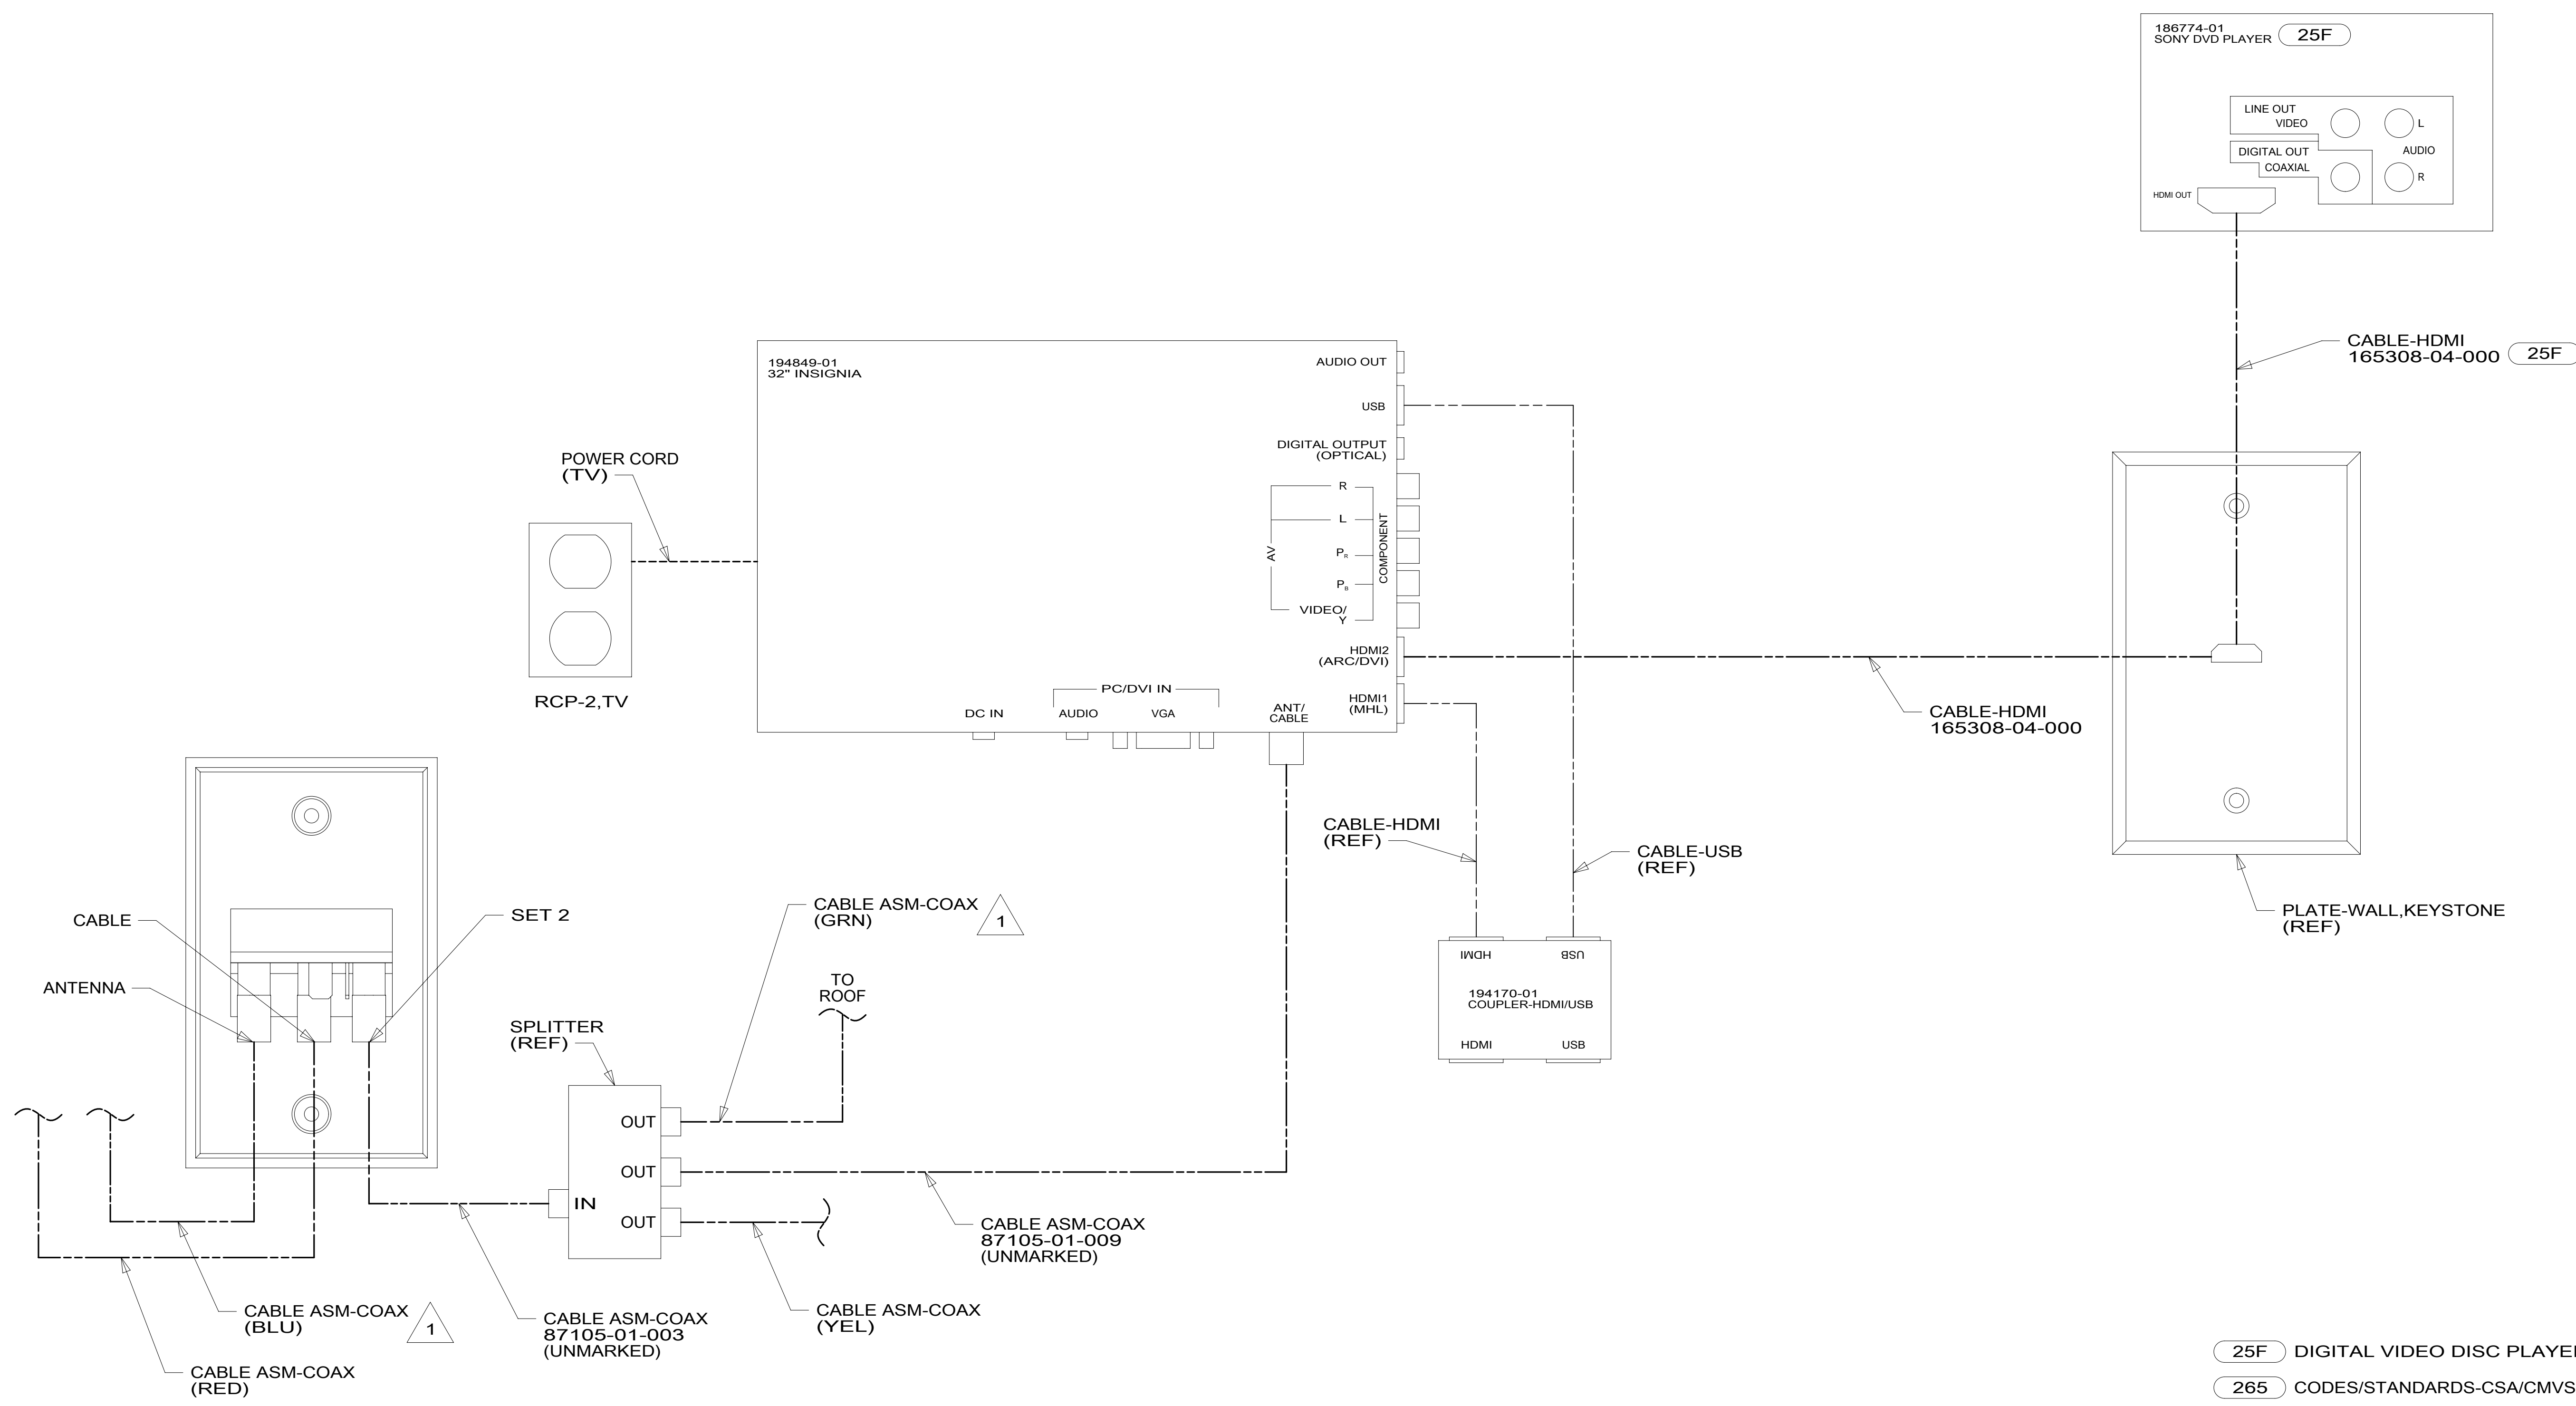 186774-01
SONY DVD PLAYER
25F
LINE OUT
VIDEO
L
DIGITAL OUT
AUDIO
COAXIAL
R
HDMI OUT
CABLE-HDMI
165308-04-000
25F
194849-01
32" INSIGNIA
AUDIO OUT
USB
DIGITAL OUTPUT
(OPTICAL)
R
L
PR
PB
VIDEO/
Y
AV
COMPONENT
HDMI2
(ARC/DVI)
HDMI1
(MHL)
PC/DVI IN
DC IN
AUDIO
VGA
ANT/
CABLE
POWER CORD
(TV)
RCP-2,TV
CABLE-HDMI
165308-04-000
CABLE-HDMI
(REF)
CABLE-USB
(REF)
PLATE-WALL,KEYSTONE
(REF)
HDMI
USB
194170-01
COUPLER-HDMI/USB
HDMI
USB
CABLE
SET 2
ANTENNA
CABLE ASM-COAX
(GRN)
1
TO
ROOF
SPLITTER
(REF)
OUT
OUT
IN
OUT
CABLE ASM-COAX
87105-01-009
(UNMARKED)
CABLE ASM-COAX
(BLU)
1
CABLE ASM-COAX
87105-01-003
(UNMARKED)
CABLE ASM-COAX
(YEL)
CABLE ASM-COAX
(RED)
25F DIGITAL VIDEO DISC PLAYE
265 CODES/STANDARDS-CSA/CMVS